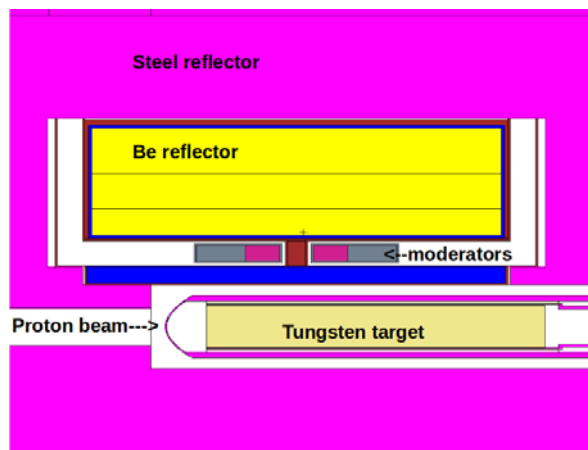 Steel reflector
Be reflector
<--moderators
Proton beam--->
Tungsten target